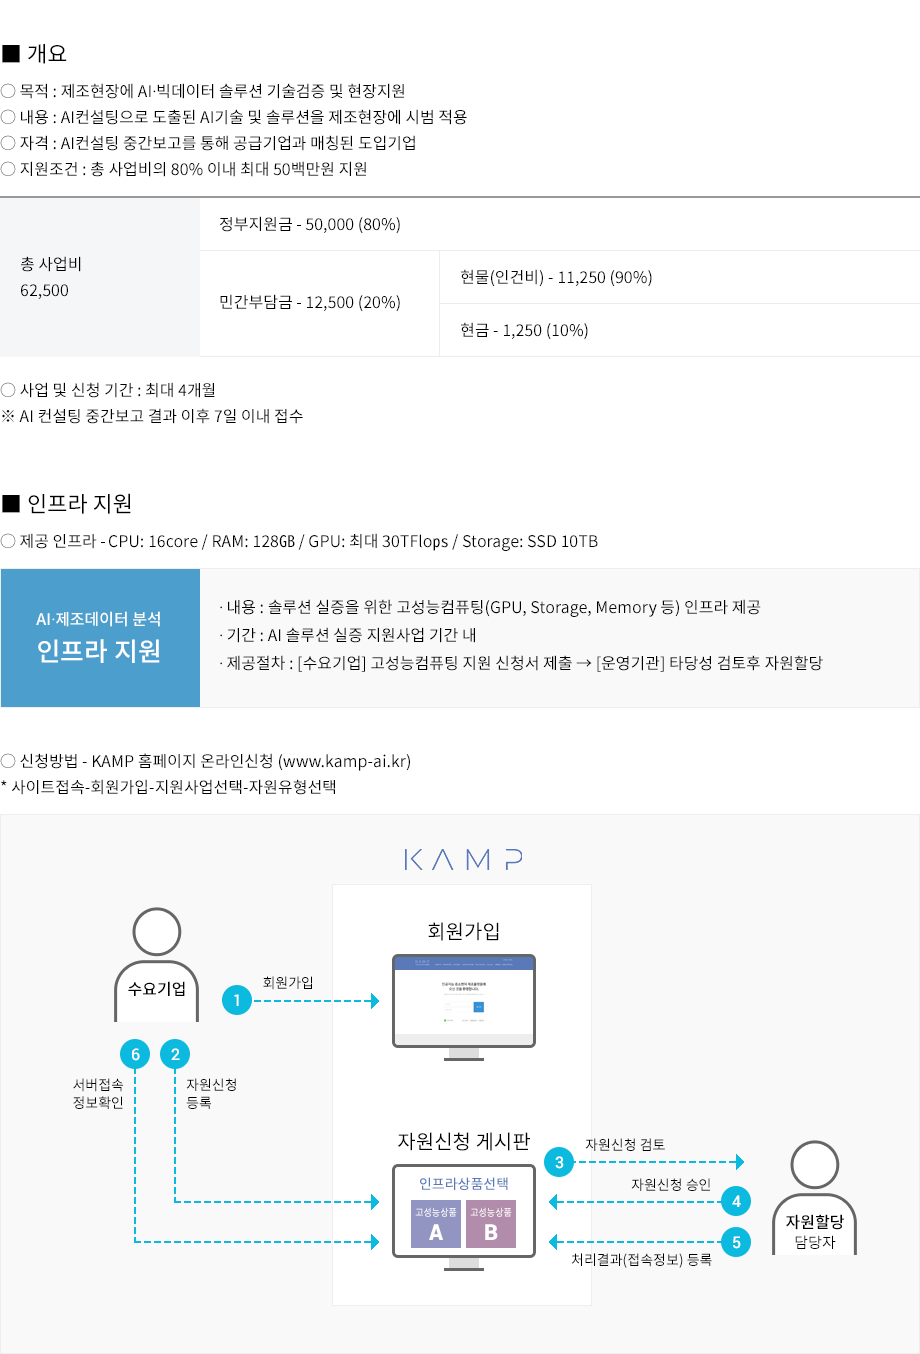 ■ 개요
○ 목적 : 제조현장에 AI·빅데이터 솔루션 기술검증 및 현장지원
○ 내용 : AI컨설팅으로 도출된 AI기술 및 솔루션을 제조현장에 시범 적용
○ 자격 : AI컨설팅 중간보고를 통해 공급기업과 매칭된 도입기업
○ 지원조건 : 총 사업비의 80% 이내 최대 50백만원 지원
총 사업비
62,500
정부지원금 - 50,000 (80%)
민간부담금 - 12,500 (20%)
현물(인건비) - 11,250 (90%)
현금 - 1,250 (10%)
○ 사업 및 신청 기간 : 최대 4개월
※ AI 컨설팅 중간보고 결과 이후 7일 이내 접수
■ 인프라 지원
○ 제공 인프라 - CPU: 16core / RAM: 128㎇ / GPU: 최대 30TFlops / Storage: SSD 10TB
AI·제조데이터 분석
인프라 지원
· 내용 : 솔루션 실증을 위한 고성능컴퓨팅(GPU, Storage, Memory 등) 인프라 제공
· 기간 : AI 솔루션 실증 지원사업 기간 내
· 제공절차 : [수요기업] 고성능컴퓨팅 지원 신청서 제출 → [운영기관] 타당성 검토후 자원할당
○ 신청방법 - KAMP 홈페이지 온라인신청 (www.kamp-ai.kr)
* 사이트접속-회원가입-지원사업선택-자원유형선택
KAMP
회원가입
수요기업
1
회원가입
6
2
서버접속
정보확인
자원신청
등록
자원신청 게시판
인프라상품선택
고성능상품
A
고성능상품
B
3
자원신청 검토
자원신청 승인
4
5
처리결과(접속정보) 등록
자원할당
담당자